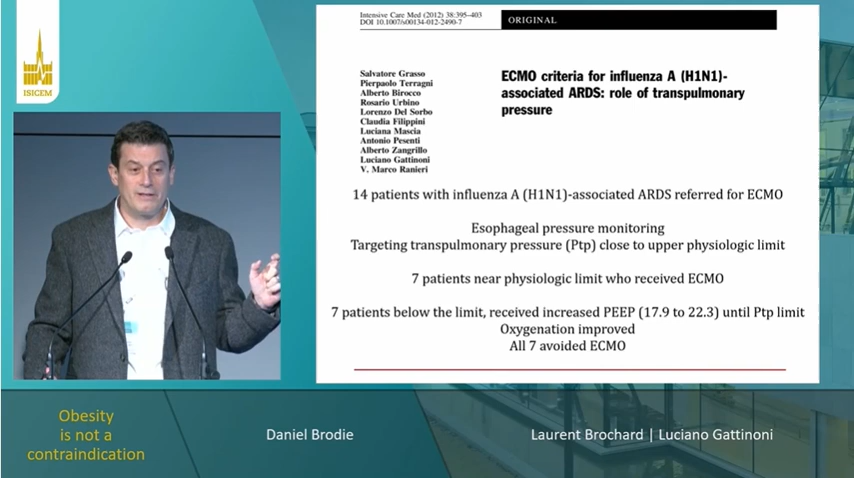 ISICEM
Intensive Care Med (2012) 38:395–403
DOI 10.1007/s00134-012-2490-7
ORIGINAL
Salvatore Grasso
Pierpaolo Terragni
Alberto Birocco
Rosario Urbino
Lorenzo Del Sorbo
Claudia Filippini
Luciana Mascia
Antonio Pesenti
Alberto Zangrillo
Luciano Gattinoni
V. Marco Ranieri
ECMO criteria for influenza A (H1N1)-
associated ARDS: role of transpulmonary
pressure
14 patients with influenza A (H1N1)-associated ARDS referred for ECMO
Esophageal pressure monitoring
Targeting transpulmonary pressure (Ptp) close to upper physiologic limit
7 patients near physiologic limit who received ECMO
7 patients below the limit, received increased PEEP (17.9 to 22.3) until Ptp limit
Oxygenation improved
All 7 avoided ECMO
Obesity
is not a
contraindication
Daniel Brodie
Laurent Brochard | Luciano Gattinoni